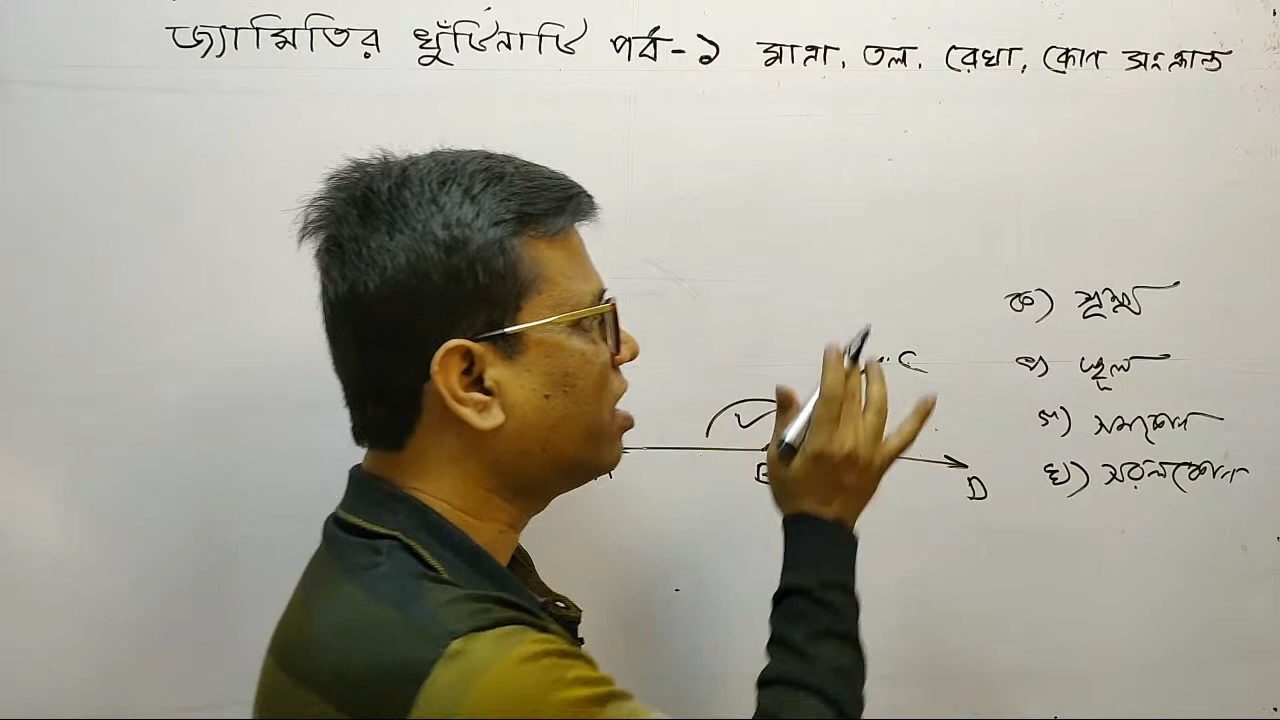 জ্যামিতির খুঁটিনাটি পর্ব-১ মাত্রা, তল, রেখা, কোণ সংক্রান্ত
ক) সূক্ষ্ম
C
খ) স্থূল
গ) সমকোণ
ঘ) সরলকোণ
B
D